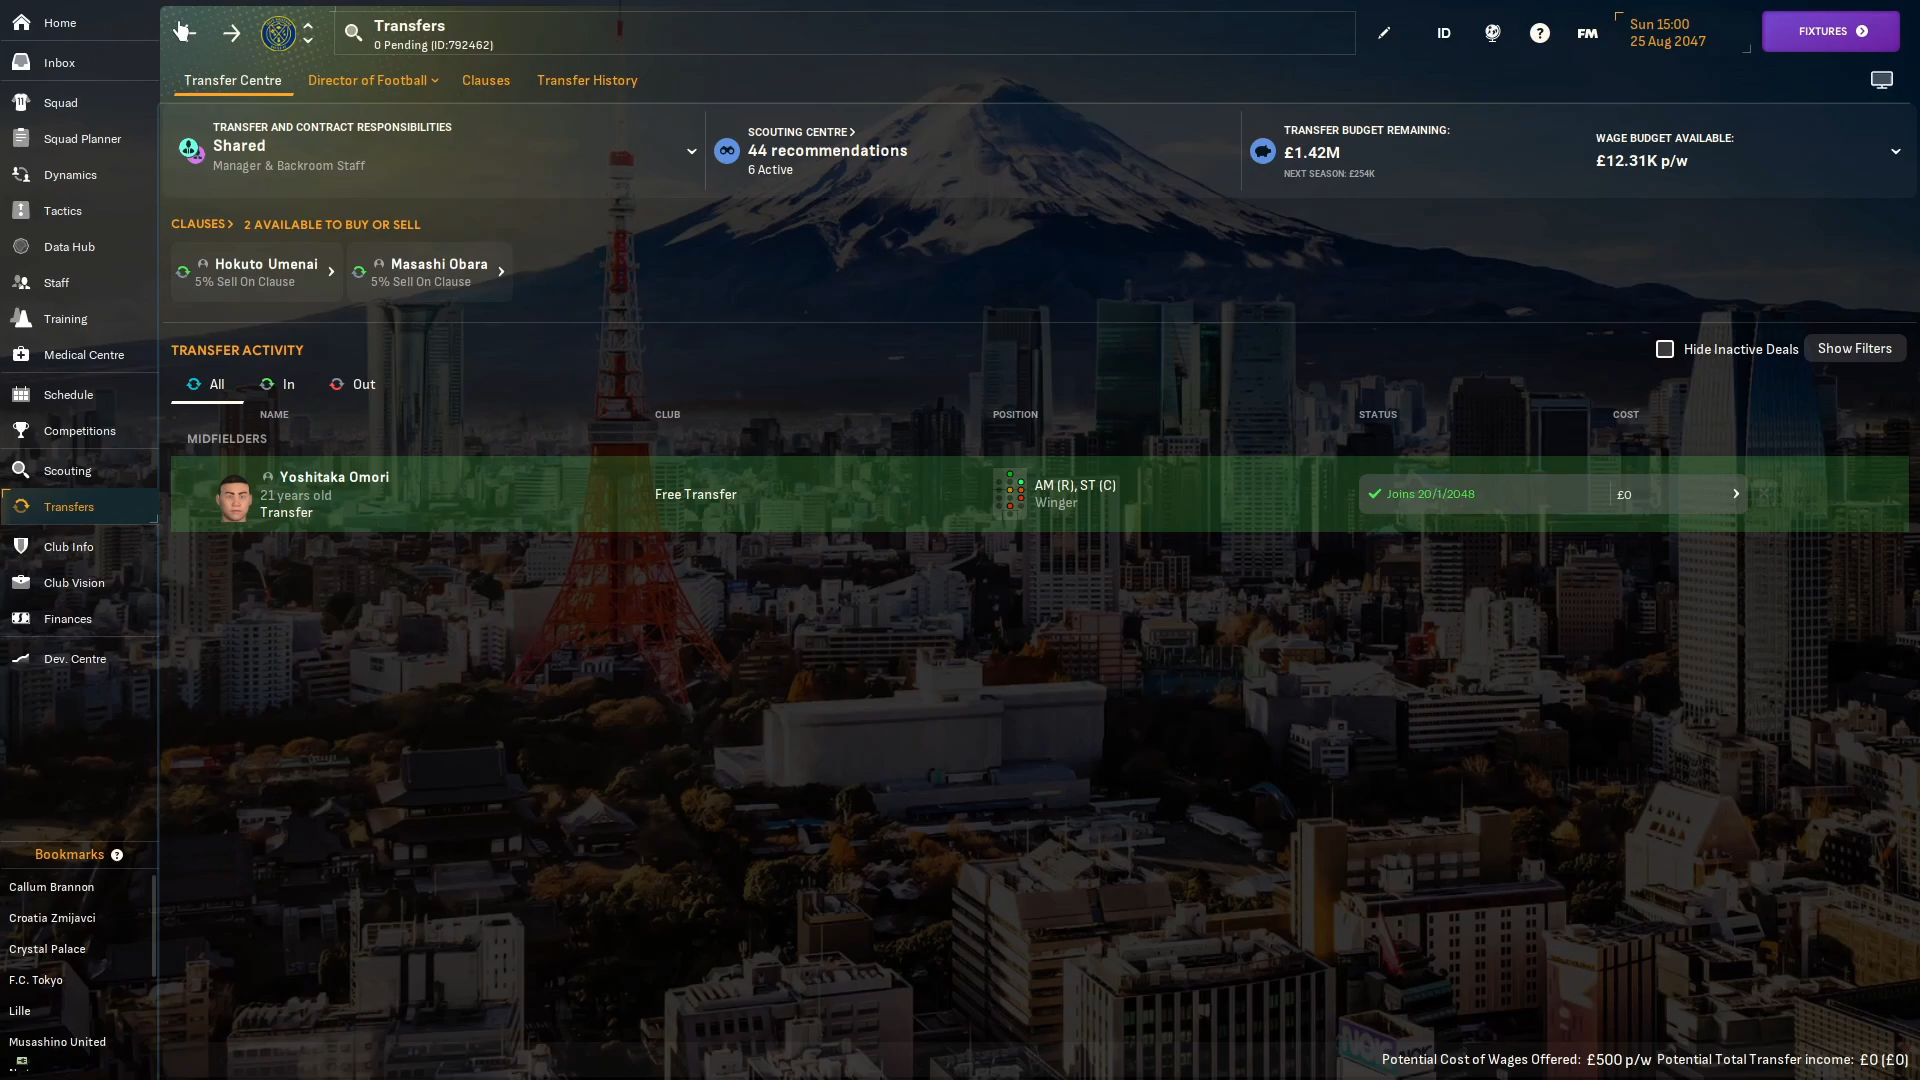 Home
Transfers
0 Pending (ID:792462)
ID
FM
Sun 15:00
25 Aug 2047
FIXTURES
Inbox
Transfer Centre
Director of Football
Clauses
Transfer History
Squad
TRANSFER AND CONTRACT RESPONSIBILITIES
Shared
Manager & Backroom Staff
SCOUTING CENTRE
44 recommendations
6 Active
TRANSFER BUDGET REMAINING:
£1.42M
NEXT SEASON: £254K
WAGE BUDGET AVAILABLE:
£12.31K p/w
Squad Planner
Dynamics
Tactics
Data Hub
Staff
Training
Medical Centre
Schedule
Competitions
Scouting
Transfers
Club Info
Club Vision
Finances
Dev. Centre
CLAUSES
2 AVAILABLE TO BUY OR SELL
Hokuto Umenai
5% Sell On Clause
Masashi Obara
5% Sell On Clause
TRANSFER ACTIVITY
Hide Inactive Deals
Show Filters
All
In
Out
NAME
CLUB
POSITION
STATUS
COST
MIDFIELDERS
Yoshitaka Omori
21 years old
Transfer
Free Transfer
AM (R), ST (C)
Winger
Joins 20/1/2048
£0
Bookmarks
Callum Brannon
Croatia Zmijavci
Crystal Palace
F.C. Tokyo
Lille
Musashino United
Potential Cost of Wages Offered: £500 p/w Potential Total Transfer income: £0 (£0)